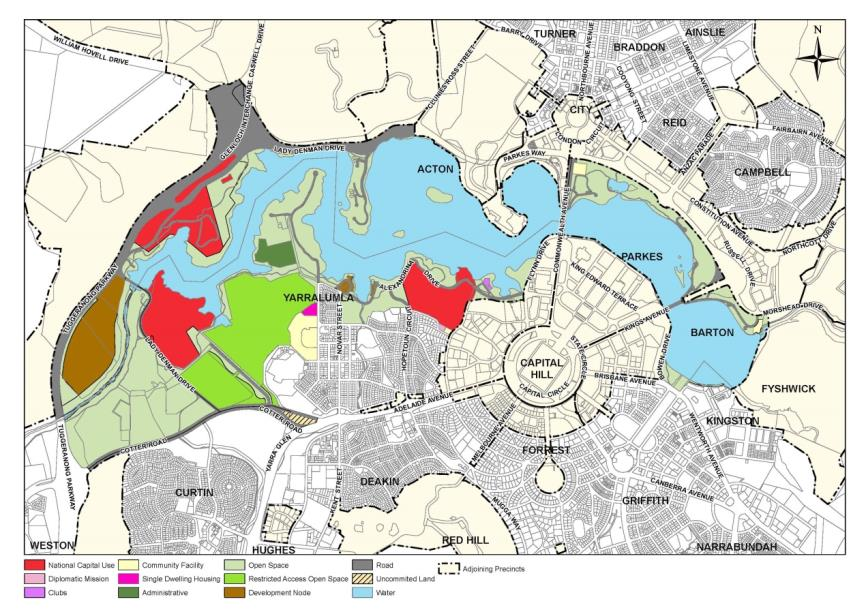 WILLIAM HOVELL DRIVE
GLENLOCH INTERCHANGE
CASWELL DRIVE
CLUNIES ROSS STREET
BARRY DRIVE
TURNER
NORTHBOURNE AVENUE
BRADDON
AINSLIE
LIMESTONE AVENUE
COOYONG STREET
N
CITY
REID
LADY DENMAN DRIVE
PARKES WAY
ANZAC PARADE
FAIRBAIRN AVENUE
ACTON
CAMPBELL
COMMONWEALTH AVENUE
CONSTITUTION AVENUE
NORTHCOTT DRIVE
TUGGERANONG PARKWAY
FLYNN DRIVE
PARKES
KING EDWARD TERRACE
YARRALUMLA
ALEXANDRINA
DRIVE
KINGS AVENUE
MORSHEAD DRIVE
NOVAR STREET
HOPETOUN CIRCUIT
BARTON
LADY DENMAN DRIVE
STATE CIRCLE
BOWEN DRIVE
CAPITAL
HILL
CAPITAL CIRCLE
BRISBANE AVENUE
FYSHWICK
COTTER ROAD
ADELAIDE AVENUE
KINGSTON
MELBOURNE AVENUE
WENTWORTH AVENUE
COTTER ROAD
YARRA GLEN
FORREST
TUGGERANONG PARKWAY
CURTIN
DEAKIN
KENT STREET
CANBERRA AVENUE
MUGGA WAY
GRIFFITH
WESTON
HUGHES
RED HILL
NARRABUNDAH
National Capital Use
Community Facility
Open Space
Road
Adjoining Precincts
Diplomatic Mission
Single Dwelling Housing
Restricted Access Open Space
Uncommited Land
Clubs
Administrative
Development Node
Water